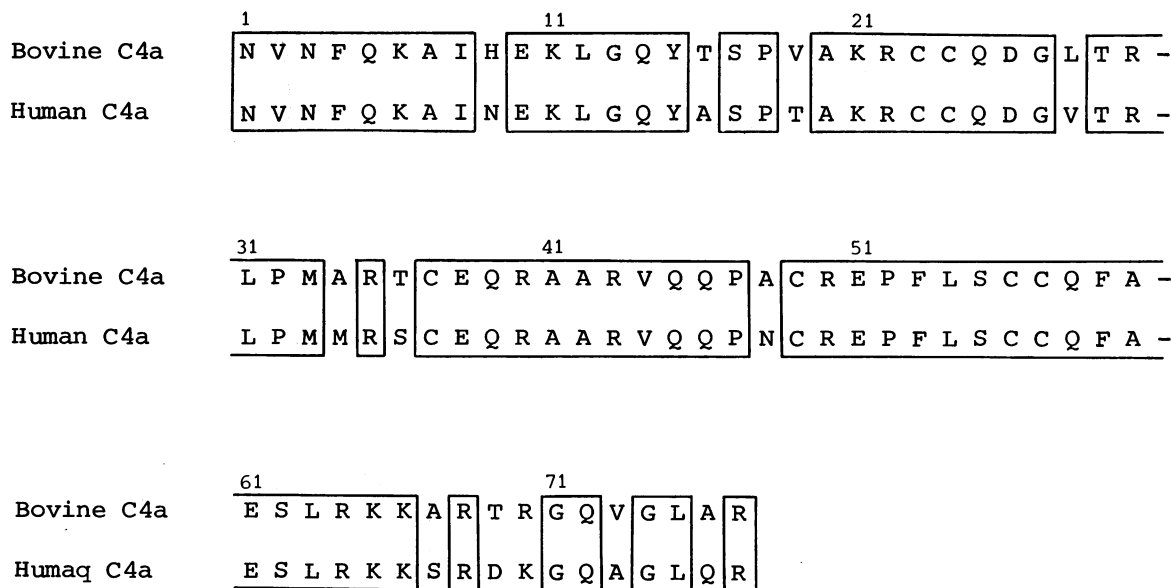 1 11 21
Bovine C4a N V N F Q K A I H E K L G Q Y T S P V A K R C C Q D G L T R -
Human C4a N V N F Q K A I N E K L G Q Y A S P T A K R C C Q D G V T R -
31 41 51
Bovine C4a L P M A R T C E Q R A A R V Q Q P A C R E P F L S C C Q F A -
Human C4a L P M M R S C E Q R A A R V Q Q P N C R E P F L S C C Q F A -
61 71
Bovine C4a E S L R K K A R T R G Q V G L A R
Humaq C4a E S L R K K S R D K G Q A G L Q R